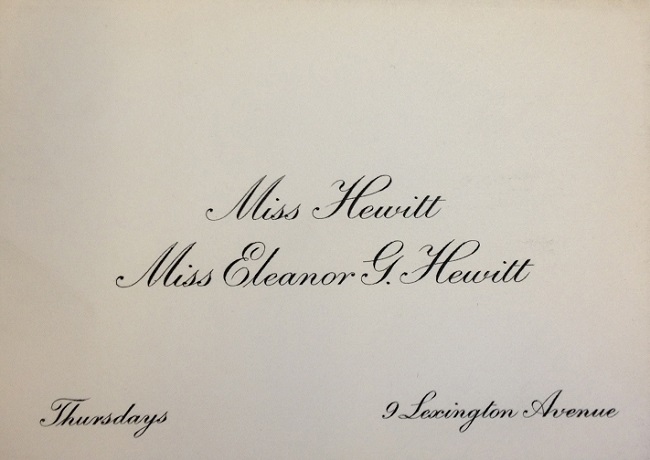 Miss Hewitt
Miss Eleanor G. Hewitt
Thursdays 9 Lexington Avenue